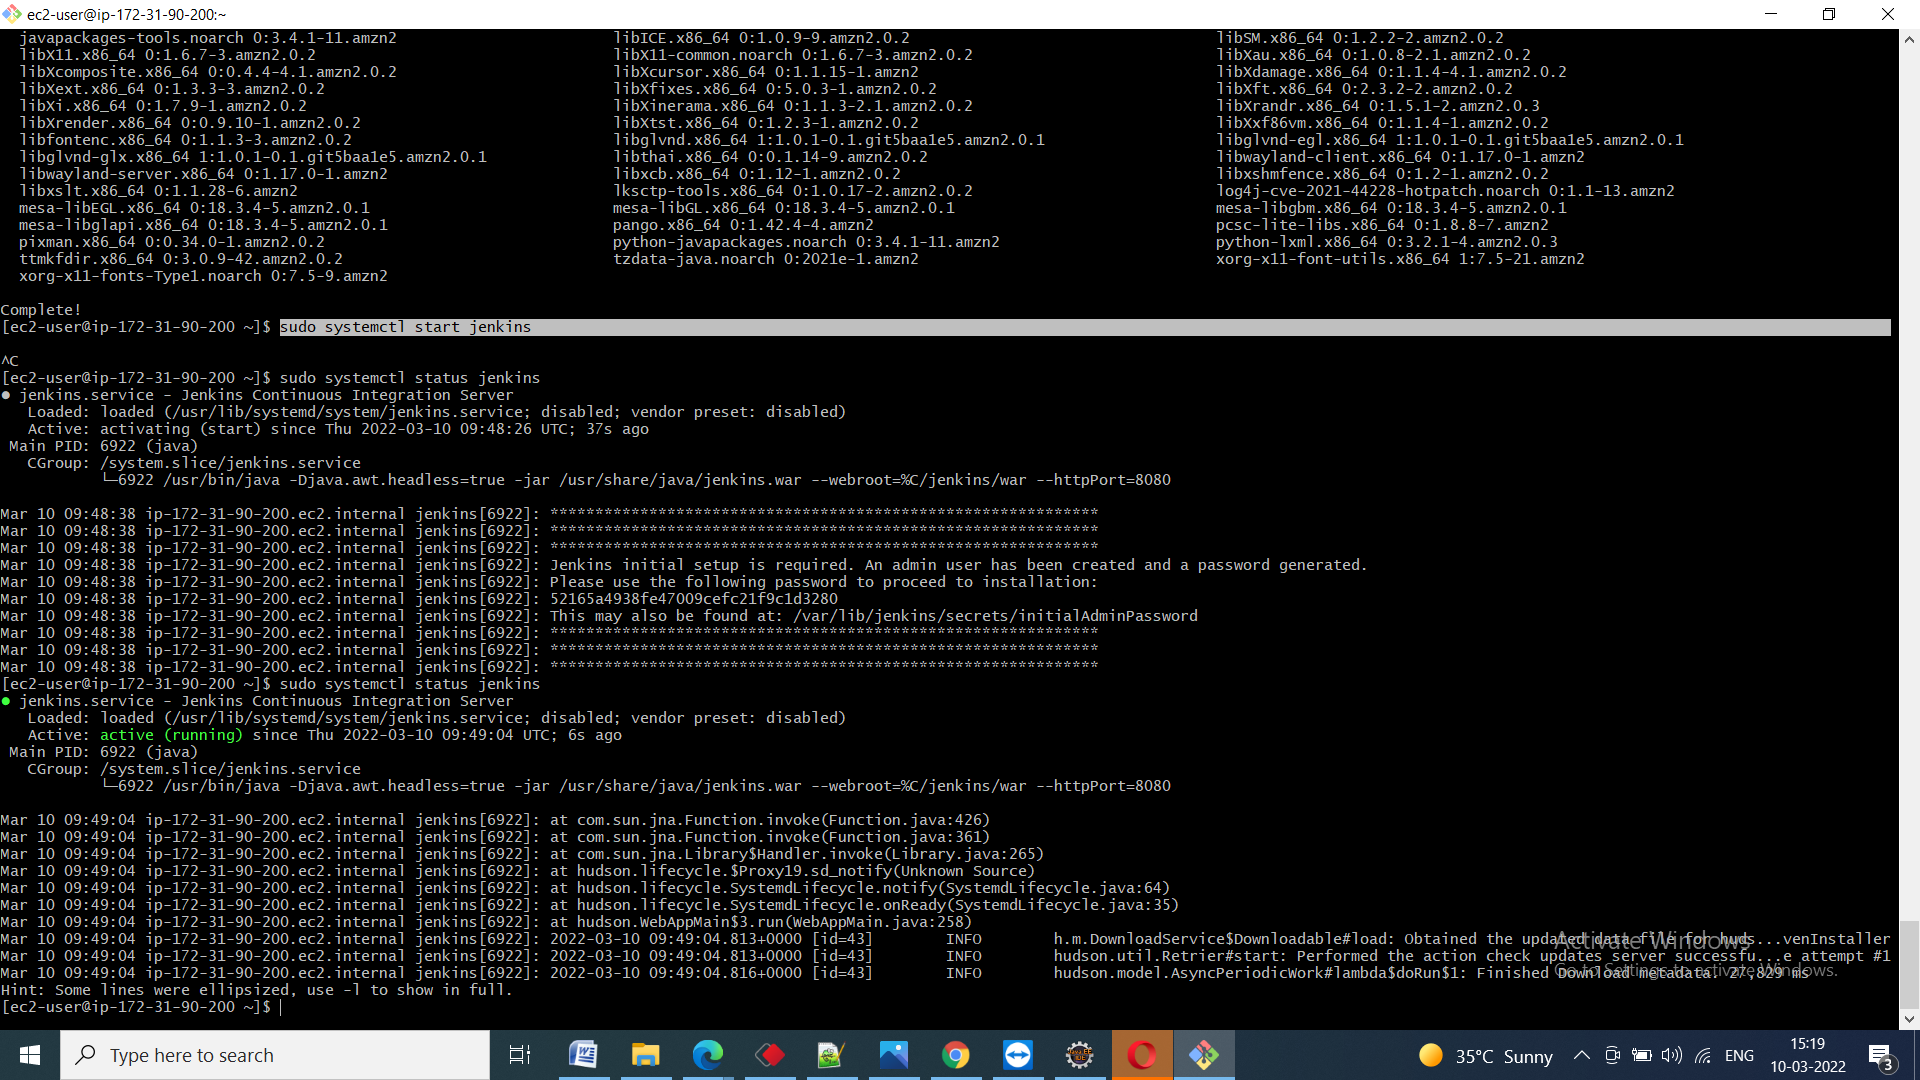 ec2-user@ip-172-31-90-200:~
javapackages-tools.noarch 0:3.4.1-11.amzn2 libICE.x86_64 0:1.0.9-9.amzn2.0.2 libSM.x86_64 0:1.2.2-2.amzn2.0.2
libX11.x86_64 0:1.6.7-3.amzn2.0.2 libX11-common.noarch 0:1.6.7-3.amzn2.0.2 libXau.x86_64 0:1.0.8-2.1.amzn2.0.2
libXcomposite.x86_64 0:0.4.4-4.1.amzn2.0.2 libXcursor.x86_64 0:1.1.15-1.amzn2 libXdamage.x86_64 0:1.1.4-4.1.amzn2.0.2
libXext.x86_64 0:1.3.3-3.amzn2.0.2 libXfixes.x86_64 0:5.0.3-1.amzn2.0.2 libXft.x86_64 0:2.3.2-2.amzn2.0.2
libXi.x86_64 0:1.7.9-1.amzn2.0.2 libXinerama.x86_64 0:1.1.3-2.1.amzn2.0.2 libXrandr.x86_64 0:1.5.1-2.amzn2.0.3
libXrender.x86_64 0:0.9.10-1.amzn2.0.2 libXtst.x86_64 0:1.2.3-1.amzn2.0.2 libXxf86vm.x86_64 0:1.1.4-1.amzn2.0.2
libfontenc.x86_64 0:1.1.3-3.amzn2.0.2 libglvnd.x86_64 1:1.0.1-0.1.git5baa1e5.amzn2.0.1 libglvnd-egl.x86_64 1:1.0.1-0.1.git5baa1e5.amzn2.0.1
libglvnd-glx.x86_64 1:1.0.1-0.1.git5baa1e5.amzn2.0.1 libthai.x86_64 0:0.1.14-9.amzn2.0.2 libwayland-client.x86_64 0:1.17.0-1.amzn2
libwayland-server.x86_64 0:1.17.0-1.amzn2 libxcb.x86_64 0:1.12-1.amzn2.0.2 libxshmfence.x86_64 0:1.2-1.amzn2.0.2
libxslt.x86_64 0:1.1.28-6.amzn2 lksctp-tools.x86_64 0:1.0.17-2.amzn2.0.2 log4j-cve-2021-44228-hotpatch.noarch 0:1.1-13.amzn2
mesa-libEGL.x86_64 0:18.3.4-5.amzn2.0.1 mesa-libGL.x86_64 0:18.3.4-5.amzn2.0.1 mesa-libgbm.x86_64 0:18.3.4-5.amzn2.0.1
mesa-libglapi.x86_64 0:18.3.4-5.amzn2.0.1 pango.x86_64 0:1.42.4-4.amzn2 pcsc-lite-libs.x86_64 0:1.8.8-7.amzn2
pixman.x86_64 0:0.34.0-1.amzn2.0.2 python-javapackages.noarch 0:3.4.1-11.amzn2 python-lxml.x86_64 0:3.2.1-4.amzn2.0.3
ttmkfdir.x86_64 0:3.0.9-42.amzn2.0.2 tzdata-java.noarch 0:2021e-1.amzn2 xorg-x11-font-utils.x86_64 1:7.5-21.amzn2
xorg-x11-fonts-Type1.noarch 0:7.5-9.amzn2
Complete!
[ec2-user@ip-172-31-90-200 ~]$ sudo systemctl start jenkins
^C
[ec2-user@ip-172-31-90-200 ~]$ sudo systemctl status jenkins
● jenkins.service - Jenkins Continuous Integration Server
Loaded: loaded (/usr/lib/systemd/system/jenkins.service; disabled; vendor preset: disabled)
Active: activating (start) since Thu 2022-03-10 09:48:26 UTC; 37s ago
Main PID: 6922 (java)
CGroup: /system.slice/jenkins.service
└─6922 /usr/bin/java -Djava.awt.headless=true -jar /usr/share/java/jenkins.war --webroot=%C/jenkins/war --httpPort=8080
Mar 10 09:48:38 ip-172-31-90-200.ec2.internal jenkins[6922]: *************************************************************
Mar 10 09:48:38 ip-172-31-90-200.ec2.internal jenkins[6922]: *************************************************************
Mar 10 09:48:38 ip-172-31-90-200.ec2.internal jenkins[6922]: *************************************************************
Mar 10 09:48:38 ip-172-31-90-200.ec2.internal jenkins[6922]: Jenkins initial setup is required. An admin user has been created and a password generated.
Mar 10 09:48:38 ip-172-31-90-200.ec2.internal jenkins[6922]: Please use the following password to proceed to installation:
Mar 10 09:48:38 ip-172-31-90-200.ec2.internal jenkins[6922]: 52165a4938fe47009cefc21f9c1d3280
Mar 10 09:48:38 ip-172-31-90-200.ec2.internal jenkins[6922]: This may also be found at: /var/lib/jenkins/secrets/initialAdminPassword
Mar 10 09:48:38 ip-172-31-90-200.ec2.internal jenkins[6922]: *************************************************************
Mar 10 09:48:38 ip-172-31-90-200.ec2.internal jenkins[6922]: *************************************************************
Mar 10 09:48:38 ip-172-31-90-200.ec2.internal jenkins[6922]: *************************************************************
[ec2-user@ip-172-31-90-200 ~]$ sudo systemctl status jenkins
● jenkins.service - Jenkins Continuous Integration Server
Loaded: loaded (/usr/lib/systemd/system/jenkins.service; disabled; vendor preset: disabled)
Active: active (running) since Thu 2022-03-10 09:49:04 UTC; 6s ago
Main PID: 6922 (java)
CGroup: /system.slice/jenkins.service
└─6922 /usr/bin/java -Djava.awt.headless=true -jar /usr/share/java/jenkins.war --webroot=%C/jenkins/war --httpPort=8080
Mar 10 09:49:04 ip-172-31-90-200.ec2.internal jenkins[6922]: at com.sun.jna.Function.invoke(Function.java:426)
Mar 10 09:49:04 ip-172-31-90-200.ec2.internal jenkins[6922]: at com.sun.jna.Function.invoke(Function.java:361)
Mar 10 09:49:04 ip-172-31-90-200.ec2.internal jenkins[6922]: at com.sun.jna.Library$Handler.invoke(Library.java:265)
Mar 10 09:49:04 ip-172-31-90-200.ec2.internal jenkins[6922]: at hudson.lifecycle.$Proxy19.sd_notify(Unknown Source)
Mar 10 09:49:04 ip-172-31-90-200.ec2.internal jenkins[6922]: at hudson.lifecycle.SystemdLifecycle.notify(SystemdLifecycle.java:64)
Mar 10 09:49:04 ip-172-31-90-200.ec2.internal jenkins[6922]: at hudson.lifecycle.SystemdLifecycle.onReady(SystemdLifecycle.java:35)
Mar 10 09:49:04 ip-172-31-90-200.ec2.internal jenkins[6922]: at hudson.WebAppMain$3.run(WebAppMain.java:258)
Mar 10 09:49:04 ip-172-31-90-200.ec2.internal jenkins[6922]: 2022-03-10 09:49:04.813+0000 [id=43] INFO h.m.DownloadService$Downloadable#load: Obtained the updated data file for huds...venInstaller
Mar 10 09:49:04 ip-172-31-90-200.ec2.internal jenkins[6922]: 2022-03-10 09:49:04.813+0000 [id=43] INFO hudson.util.Retrier#start: Performed the action check updates server successfu...e attempt #1
Mar 10 09:49:04 ip-172-31-90-200.ec2.internal jenkins[6922]: 2022-03-10 09:49:04.816+0000 [id=43] INFO hudson.model.AsyncPeriodicWork#lambda$doRun$1: Finished Download metadata. 27,829 ms
Hint: Some lines were ellipsized, use -l to show in full.
[ec2-user@ip-172-31-90-200 ~]$
Activate Windows
Go to Settings to activate Windows.
Type here to search
35°C Sunny
ENG
15:19
10-03-2022
3